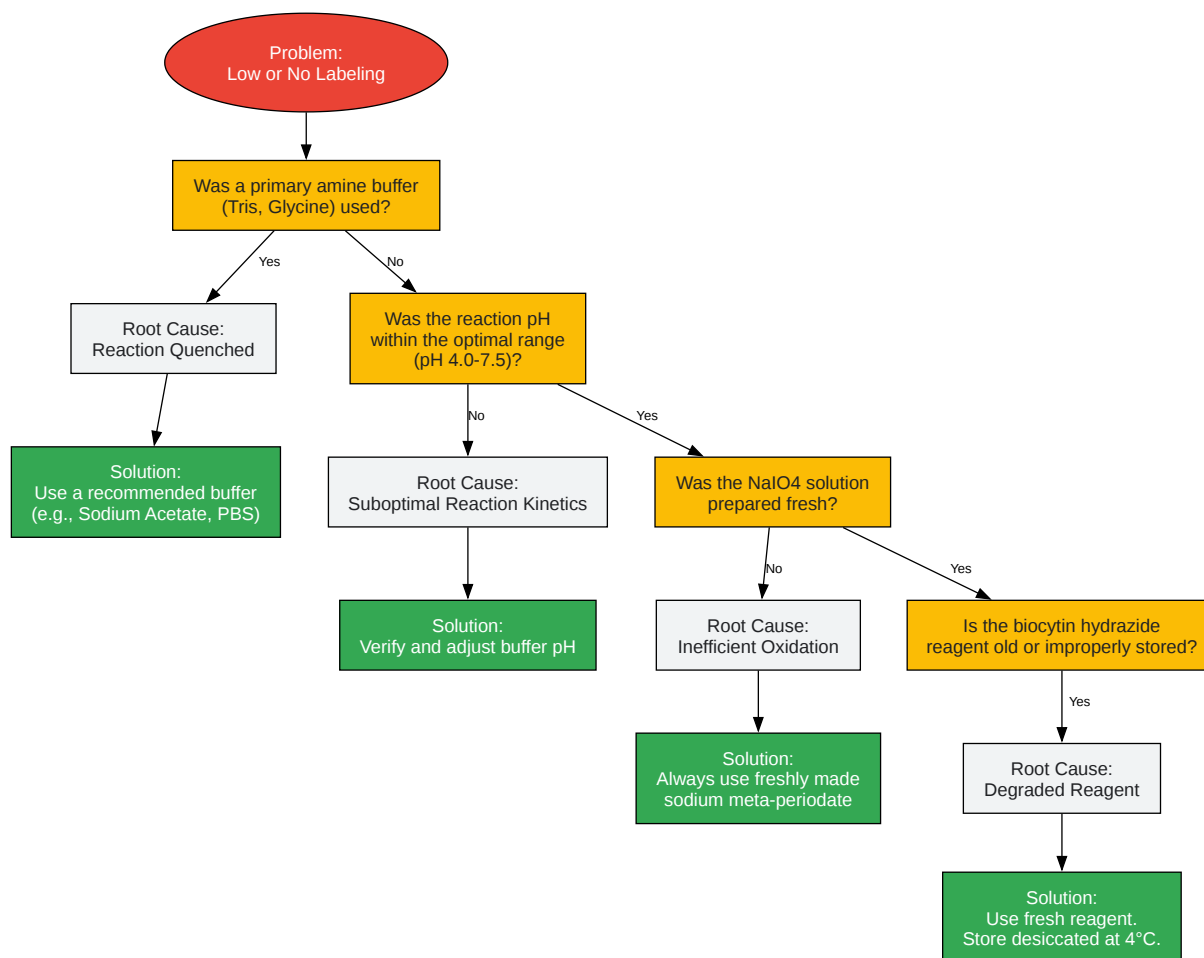 Problem:
Low or No Labeling
Was a primary amine buffer
(Tris, Glycine) used?
Yes
No
Root Cause:
Reaction Quenched
Was the reaction pH
within the optimal range
(pH 4.0-7.5)?
Solution:
Use a recommended buffer
(e.g., Sodium Acetate, PBS)
No
Yes
Root Cause:
Suboptimal Reaction Kinetics
Was the NaIO4 solution
prepared fresh?
Solution:
Verify and adjust buffer pH
No
Yes
Root Cause:
Inefficient Oxidation
Is the biocytin hydrazide
reagent old or improperly stored?
Solution:
Always use freshly made
sodium meta-periodate
Yes
Root Cause:
Degraded Reagent
Solution:
Use fresh reagent.
Store desiccated at 4°C.